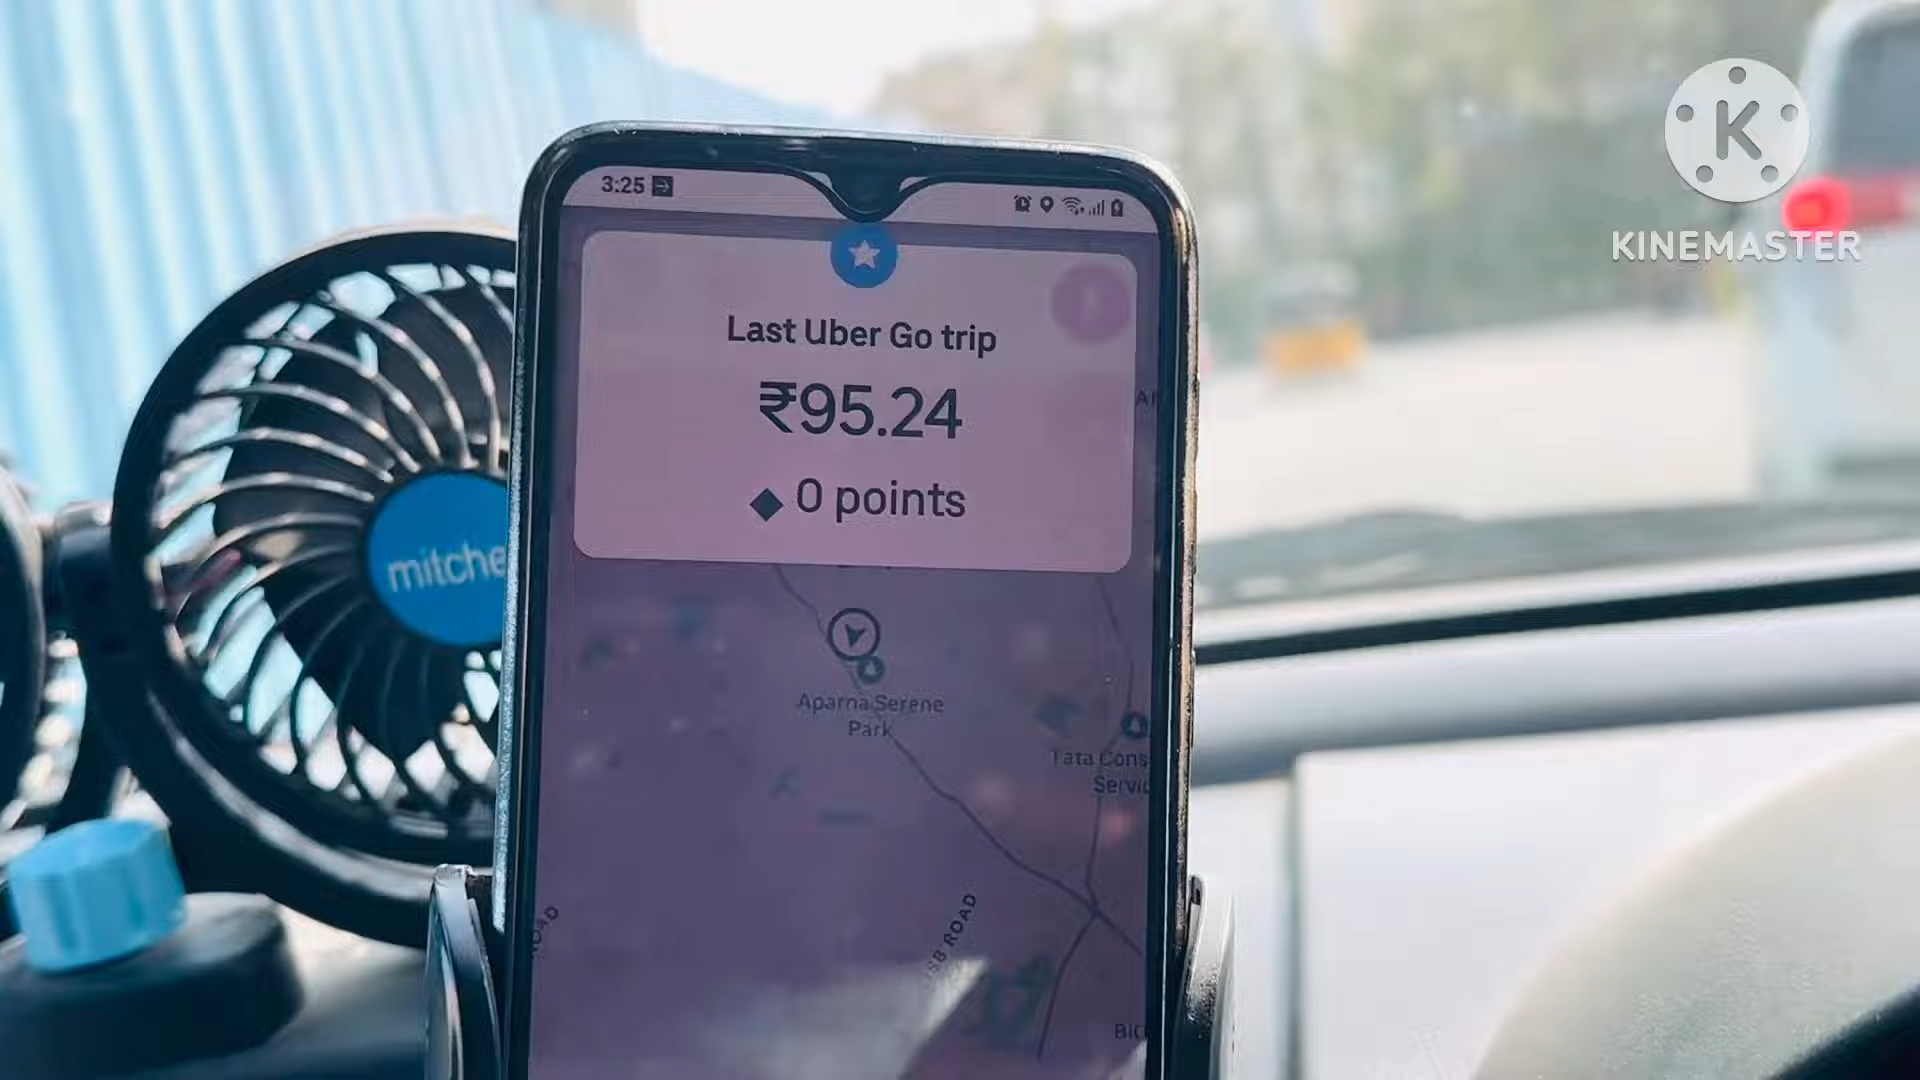 3:25
Last Uber Go trip
₹95.24
0 points
Aparna Serene
Park
Tata Cons
Servic
SB ROAD
K
KINEMASTER
mitche